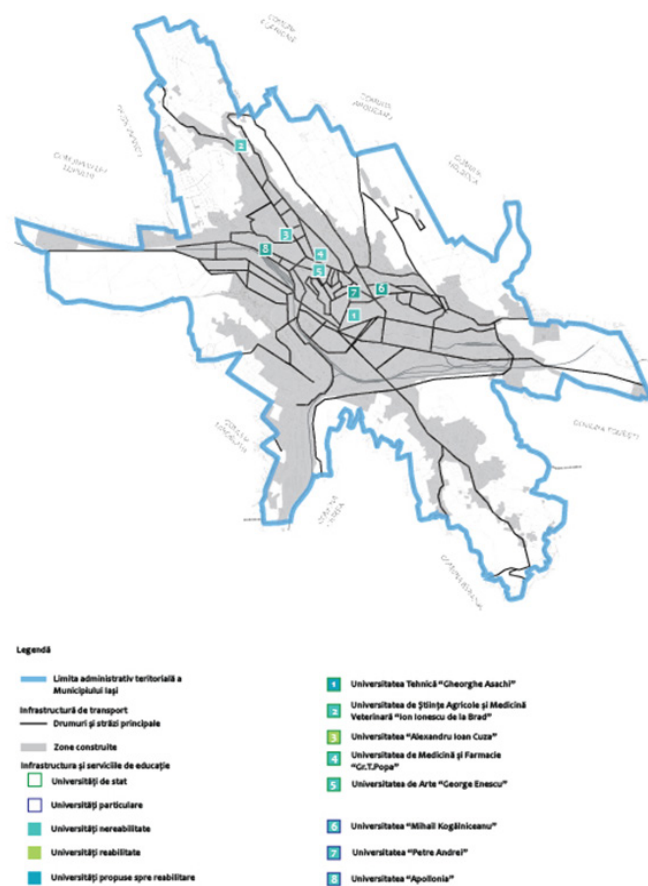 COMUNA
2
3
4
8
5
7
6
1
COMUNA
Legendă
Limita administrativ teritorială a
Municipiului Iași
Infrastructură de transport
Drumuri și străzi principale
Zone construite
Infrastructura și serviciile de educație
Universități de stat
Universități particulare
Universități nereabilitate
Universități reabilitate
Universități propuse spre reabilitare
1 Universitatea Tehnică "Gheorghe Asachi"
2 Universitatea de Științe Agricole și Medicină
Veterinară "Ion Ionescu de la Brad"
3 Universitatea "Alexandru Ioan Cuza"
4 Universitatea de Medicină și Farmacie
"Gr.T.Popa"
5 Universitatea de Arte "George Enescu"
6 Universitatea "Mihail Kogălniceanu"
7 Universitatea "Petre Andrei"
8 Universitatea "Apollonia"